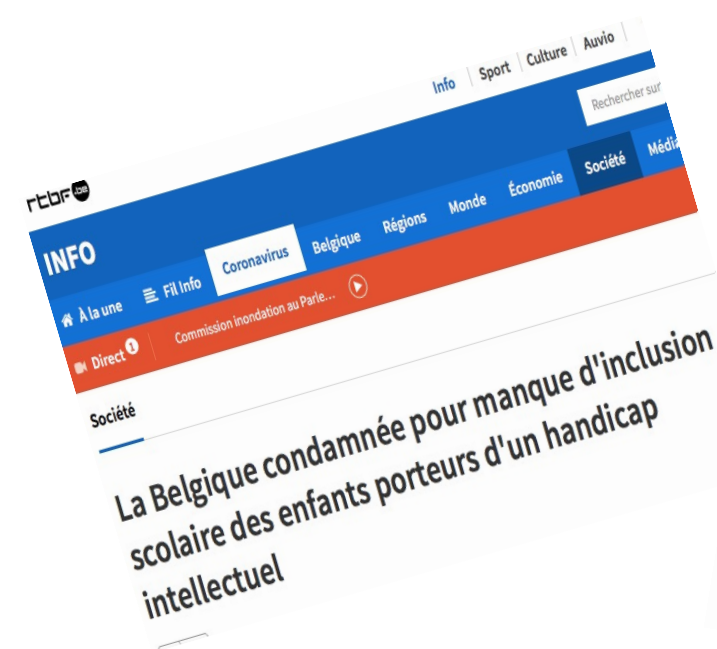 Info Sport Culture Auvio
rtbf.be
Rechercher sur
INFO
À la une Fil Info Coronavirus Belgique Régions Monde Économie Société Média
Direct 1 Commission inondation au Parle...
Société
La Belgique condamnée pour manque d'inclusion
scolaire des enfants porteurs d'un handicap
intellectuel